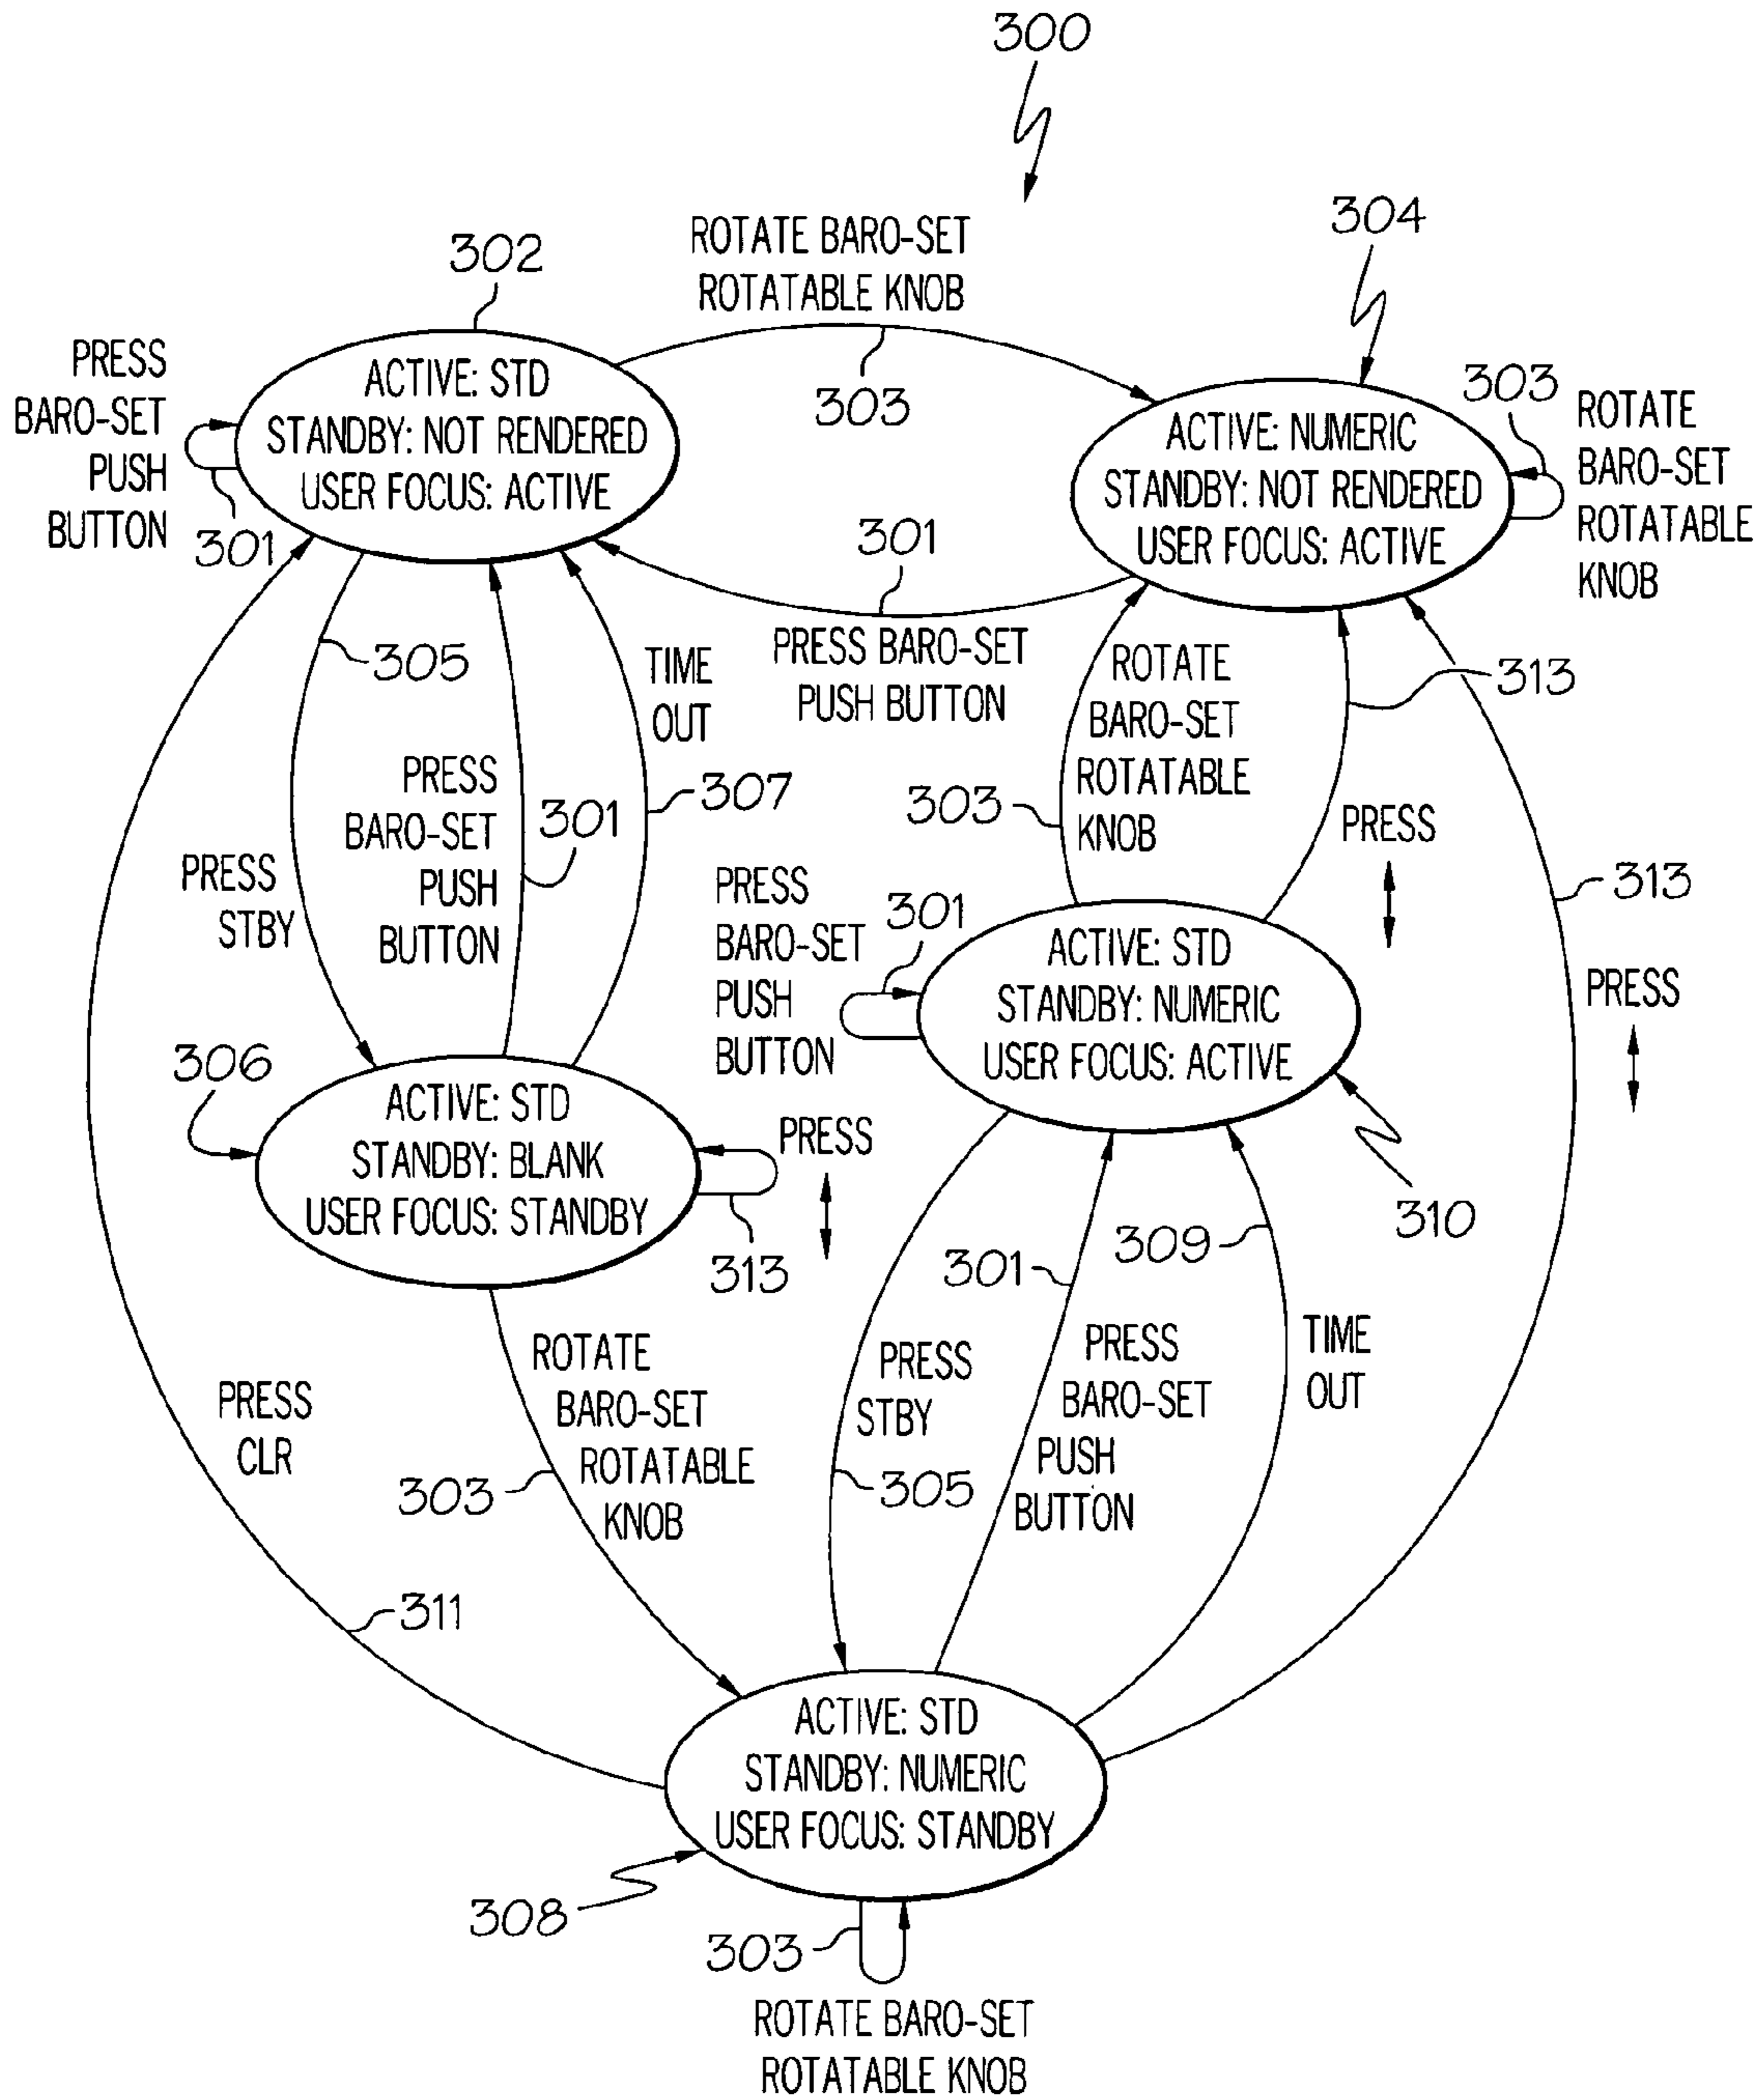 300
304
302
ROTATE BARO-SET
ROTATABLE KNOB
303
PRESS
BARO-SET
PUSH
BUTTON
301
ACTIVE: STD
STANDBY: NOT RENDERED
USER FOCUS: ACTIVE
ACTIVE: NUMERIC
STANDBY: NOT RENDERED
USER FOCUS: ACTIVE
303
ROTATE
BARO-SET
ROTATABLE
KNOB
301
PRESS BARO-SET
PUSH BUTTON
305
PRESS
STBY
PRESS
BARO-SET
PUSH
BUTTON
301
TIME
OUT
307
ROTATE
BARO-SET
ROTATABLE
KNOB
303
313
PRESS
313
PRESS
PRESS
BARO-SET
PUSH
BUTTON
301
ACTIVE: STD
STANDBY: NUMERIC
USER FOCUS: ACTIVE
310
306
ACTIVE: STD
STANDBY: BLANK
USER FOCUS: STANDBY
PRESS
313
PRESS
CLR
311
ROTATE
BARO-SET
ROTATABLE
KNOB
303
PRESS
STBY
305
301
PRESS
BARO-SET
PUSH
BUTTON
309
TIME
OUT
ACTIVE: STD
STANDBY: NUMERIC
USER FOCUS: STANDBY
308
303
ROTATE BARO-SET
ROTATABLE KNOB